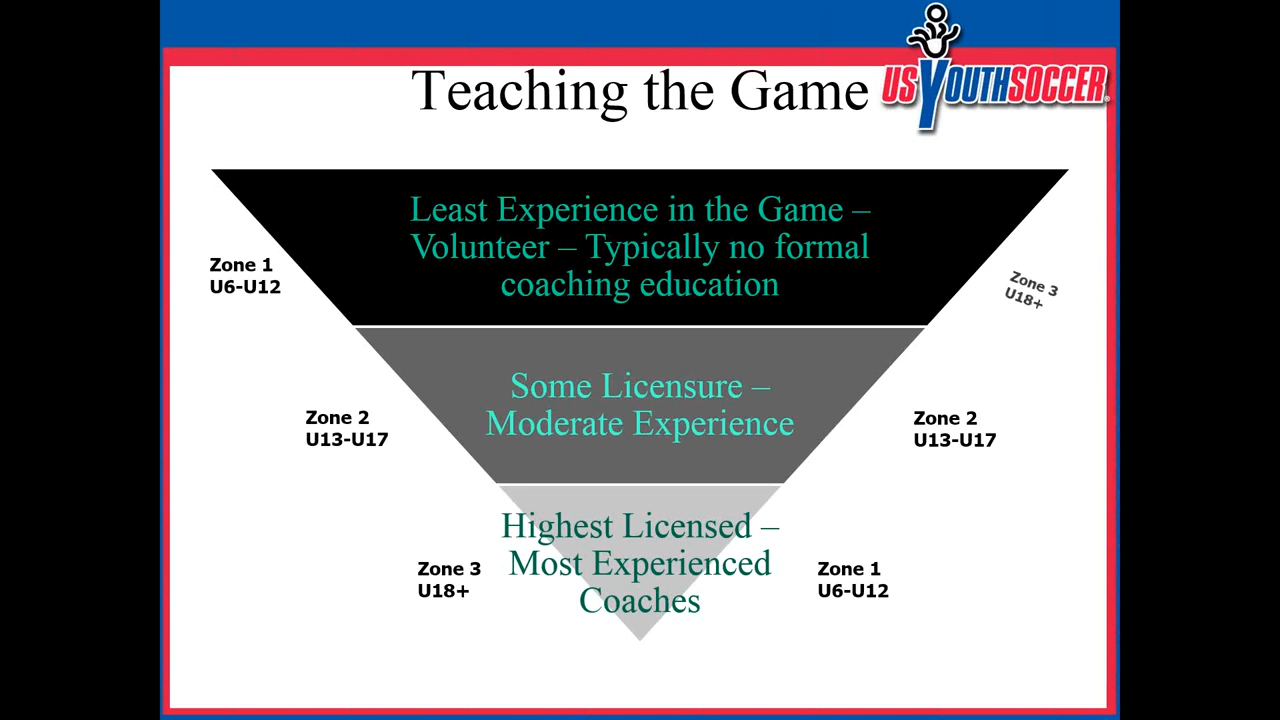 Teaching the Game
US YOUTH SOCCER®
Least Experience in the Game –
Volunteer – Typically no formal
coaching education
Zone 1
U6-U12
Zone 3
U18+
Some Licensure –
Moderate Experience
Zone 2
U13-U17
Zone 2
U13-U17
Highest Licensed –
Most Experienced
Coaches
Zone 3
U18+
Zone 1
U6-U12